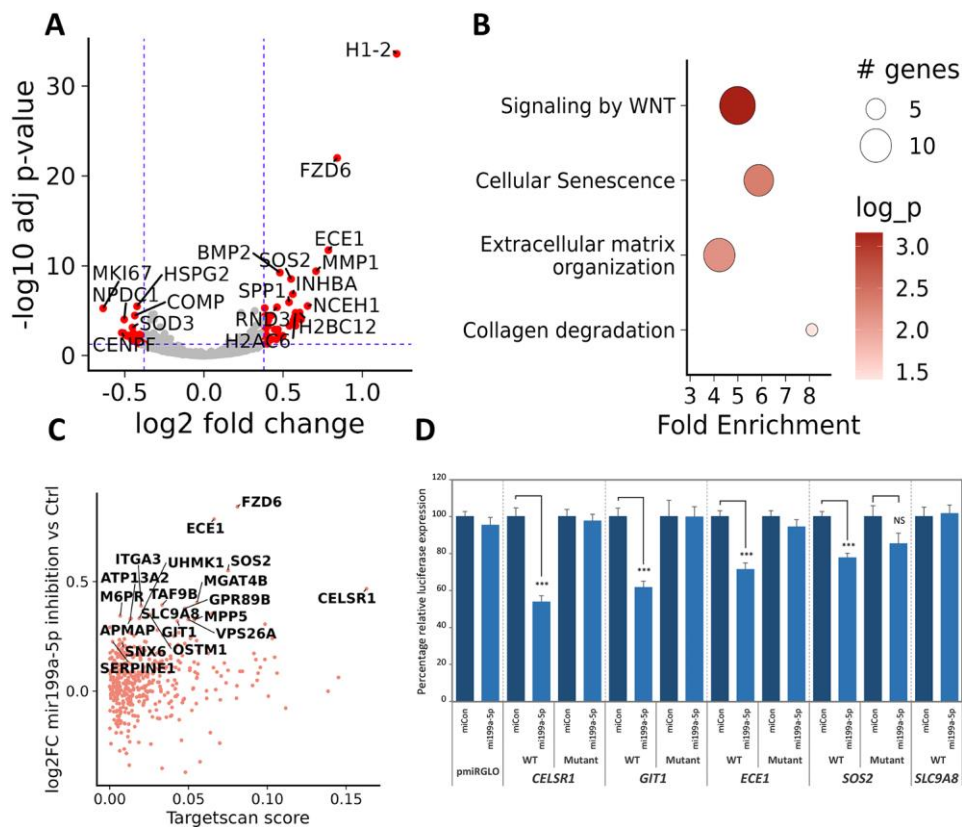 A
-log10 adj p-value
30
20
10
0
H1-2
FZD6
ECE1
BMP2
SOS2
MMP1
MKI67
HSPG2
INHBA
NPDC1
COMP
SPP1
NCEH1
SOD3
RND3
H2BC12
CENPF
H2AC6
-0.5
0.0
0.5
1.0
log2 fold change
B
Signaling by WNT
Cellular Senescence
Extracellular matrix
organization
Collagen degradation
3 4 5 6 7 8
Fold Enrichment
# genes
5
10
log_p
3.0
2.5
2.0
1.5
C
log2FC mir199a-5p inhibition vs Ctrl
0.5
0.0
FZD6
ECE1
ITGA3
UHMK1
SOS2
ATP13A2
MGAT4B
M6PR
TAF9B
GPR89B
CELSR1
SLC9A8
MPP5
APMAP
GIT1
VPS26A
SNX6
OSTM1
SERPINE1
0.00
0.05
0.10
0.15
Targetscan score
D
Percentage relative luciferase expression
120
100
80
60
40
20
0
*** *** *** *** NS
miCon mi199a-5p miCon mi199a-5p miCon mi199a-5p miCon mi199a-5p miCon mi199a-5p miCon mi199a-5p miCon mi199a-5p miCon mi199a-5p miCon mi199a-5p miCon mi199a-5p
pmiRGLO WT Mutant WT Mutant WT Mutant WT Mutant WT
CELSR1 GIT1 ECE1 SOS2 SLC9A8